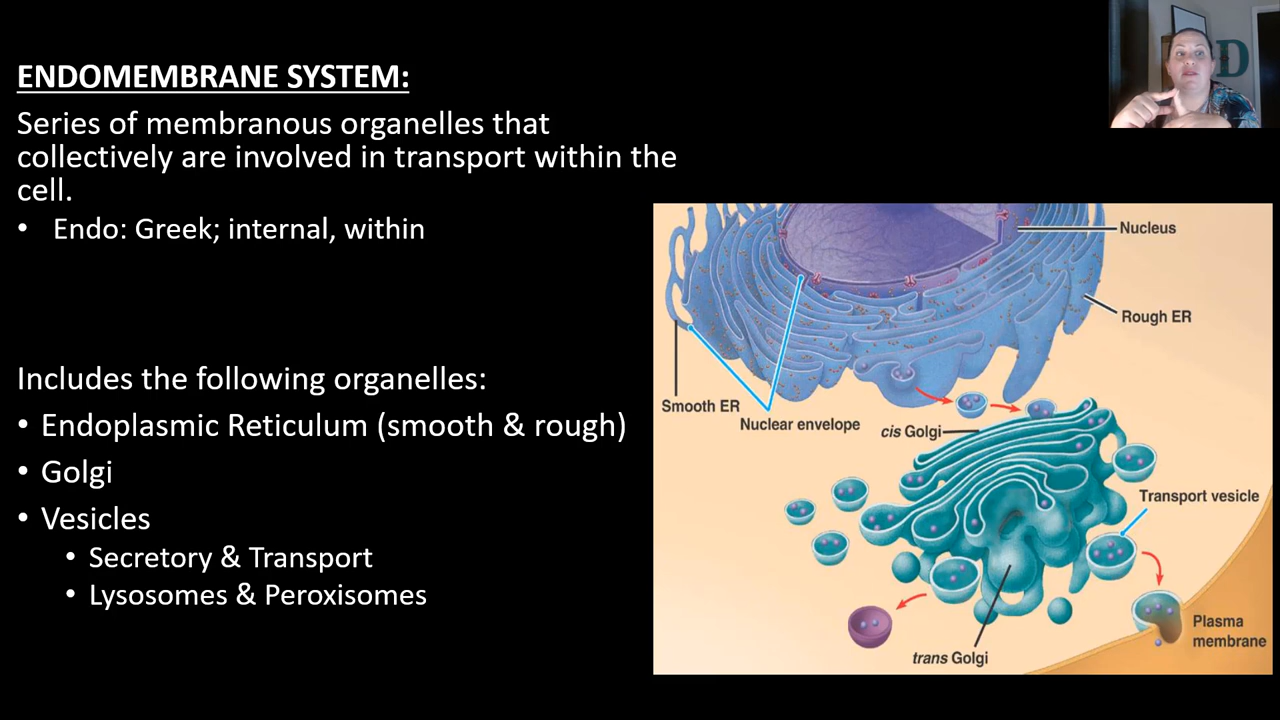 ENDOMEMBRANE SYSTEM:
Series of membranous organelles that
collectively are involved in transport within the
cell.
• Endo: Greek; internal, within
Includes the following organelles:
• Endoplasmic Reticulum (smooth & rough)
• Golgi
• Vesicles
• Secretory & Transport
• Lysosomes & Peroxisomes
D
Nucleus
Rough ER
Smooth ER
Nuclear envelope
cis Golgi
Transport vesicle
Plasma
membrane
trans Golgi